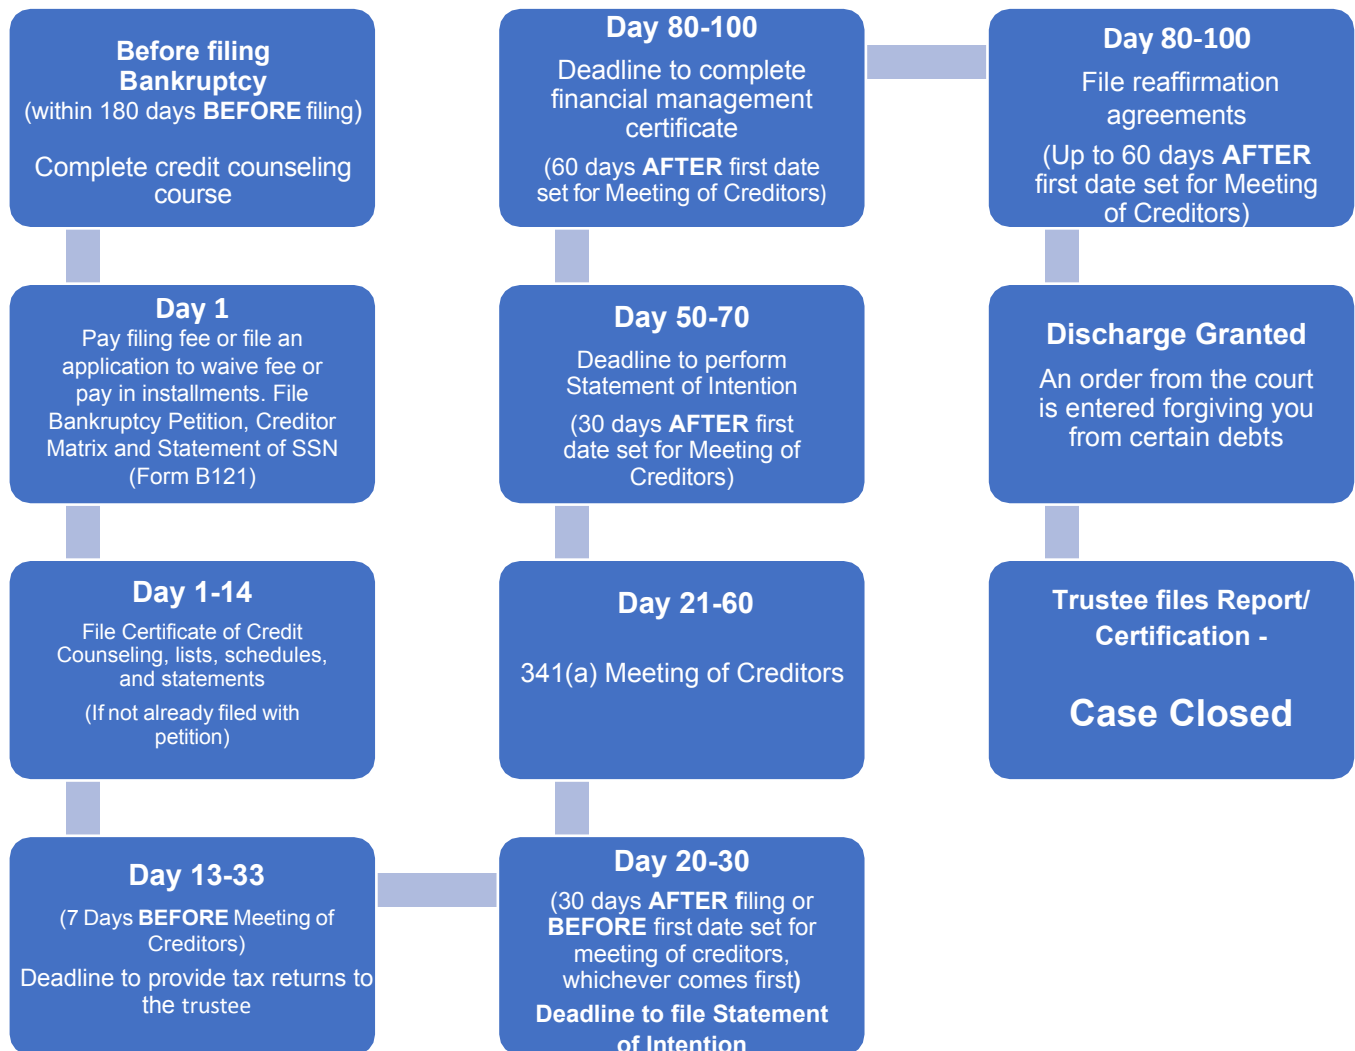 Before filing
Bankruptcy
(within 180 days BEFORE filing)
Complete credit counseling
course
Day 1
Pay filing fee or file an
application to waive fee or
pay in installments. File
Bankruptcy Petition, Creditor
Matrix and Statement of SSN
(Form B121)
Day 1-14
File Certificate of Credit
Counseling, lists, schedules,
and statements
(If not already filed with
petition)
Day 13-33
(7 Days BEFORE Meeting of
Creditors)
Deadline to provide tax returns to
the trustee
Day 20-30
(30 days AFTER filing or
BEFORE first date set for
meeting of creditors,
whichever comes first)
Deadline to file Statement
of Intention
Day 21-60
341(a) Meeting of Creditors
Day 50-70
Deadline to perform
Statement of Intention
(30 days AFTER first
date set for Meeting of
Creditors)
Day 80-100
Deadline to complete
financial management
certificate
(60 days AFTER first date
set for Meeting of Creditors)
Day 80-100
File reaffirmation
agreements
(Up to 60 days AFTER
first date set for Meeting
of Creditors)
Discharge Granted
An order from the court
is entered forgiving you
from certain debts
Trustee files Report/
Certification -
Case Closed